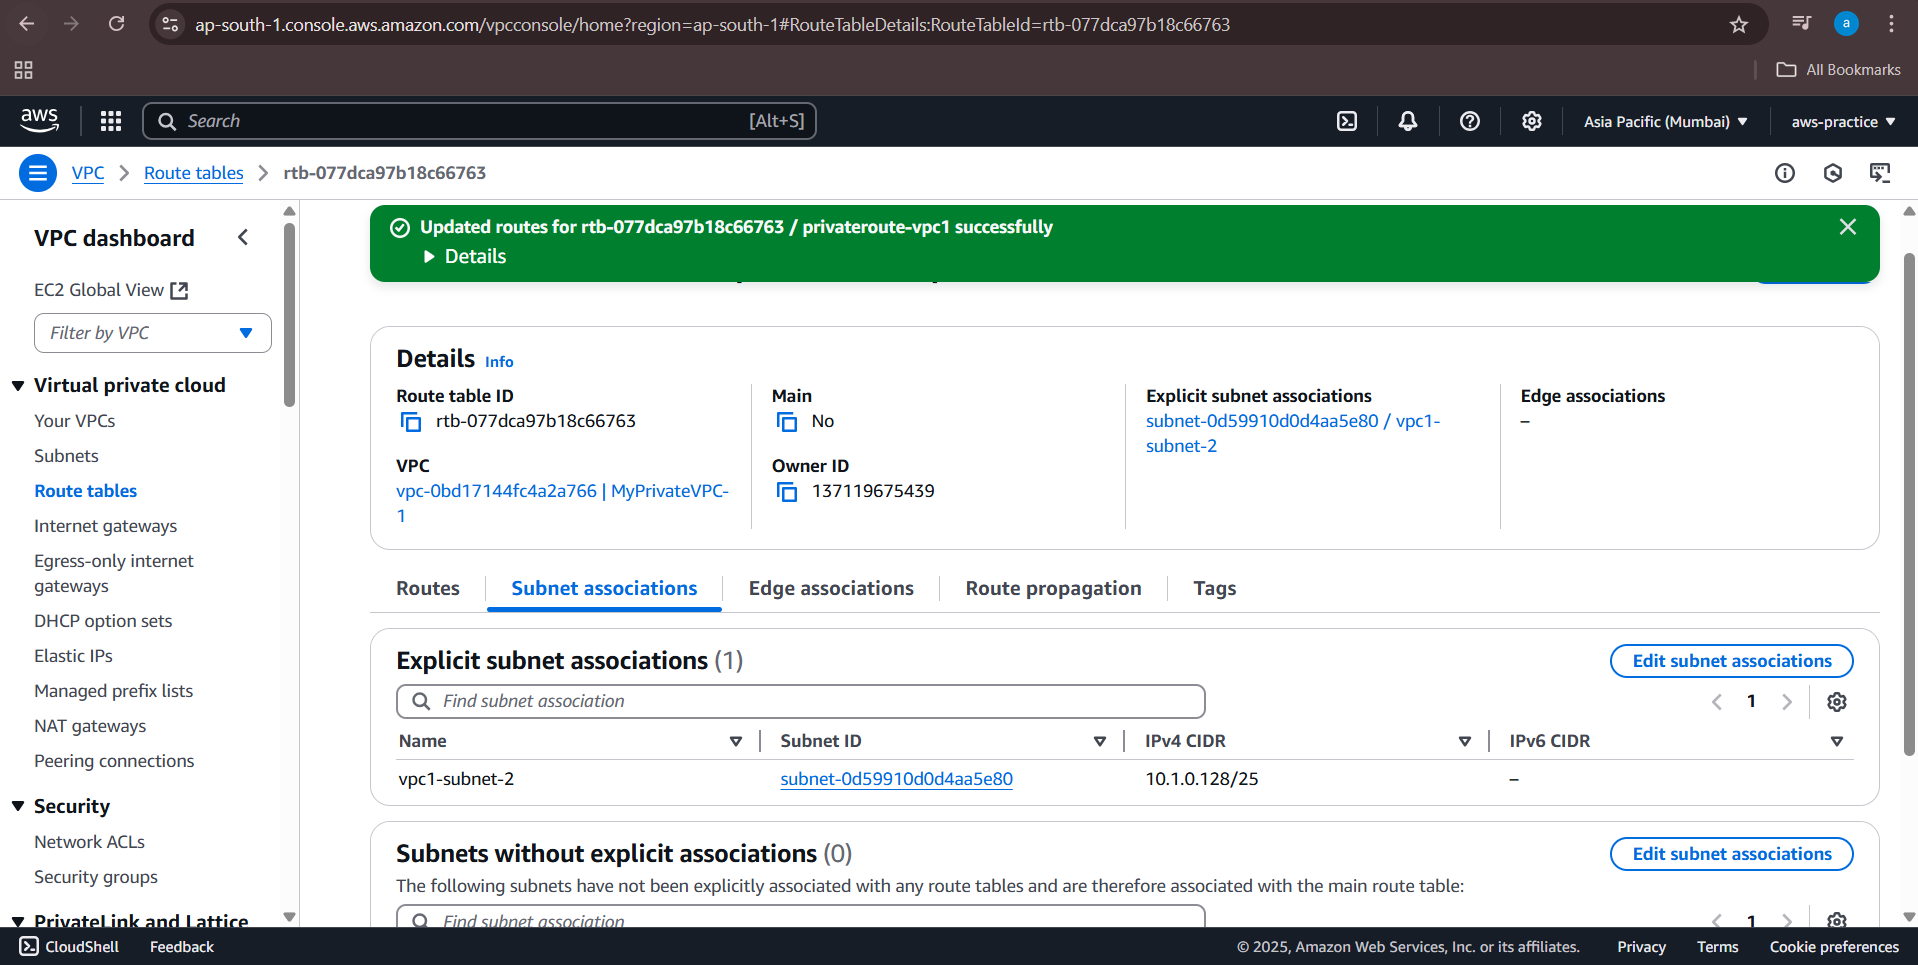 ap-south-1.console.aws.amazon.com/vpcconsole/home?region=ap-south-1#RouteTableDetails:RouteTableId=rtb-077dca97b18c66763
a
All Bookmarks
aws
Search
[Alt+S]
Asia Pacific (Mumbai)
aws-practice
VPC
Route tables
rtb-077dca97b18c66763
VPC dashboard
EC2 Global View
Filter by VPC
Virtual private cloud
Your VPCs
Subnets
Route tables
Internet gateways
Egress-only internet
gateways
DHCP option sets
Elastic IPs
Managed prefix lists
NAT gateways
Peering connections
Security
Network ACLs
Security groups
PrivateLink and Lattice
Updated routes for rtb-077dca97b18c66763 / privateroute-vpc1 successfully
Details
Details Info
Route table ID
rtb-077dca97b18c66763
VPC
vpc-0bd17144fc4a2a766 | MyPrivateVPC-
1
Main
No
Owner ID
137119675439
Explicit subnet associations
subnet-0d59910d0d4aa5e80 / vpc1-
subnet-2
Edge associations
–
Routes
Subnet associations
Edge associations
Route propagation
Tags
Explicit subnet associations (1)
Edit subnet associations
Find subnet association
1
Name
Subnet ID
IPv4 CIDR
IPv6 CIDR
vpc1-subnet-2
subnet-0d59910d0d4aa5e80
10.1.0.128/25
–
Subnets without explicit associations (0)
Edit subnet associations
The following subnets have not been explicitly associated with any route tables and are therefore associated with the main route table:
Find subnet association
1
CloudShell
Feedback
© 2025, Amazon Web Services, Inc. or its affiliates.
Privacy
Terms
Cookie preferences